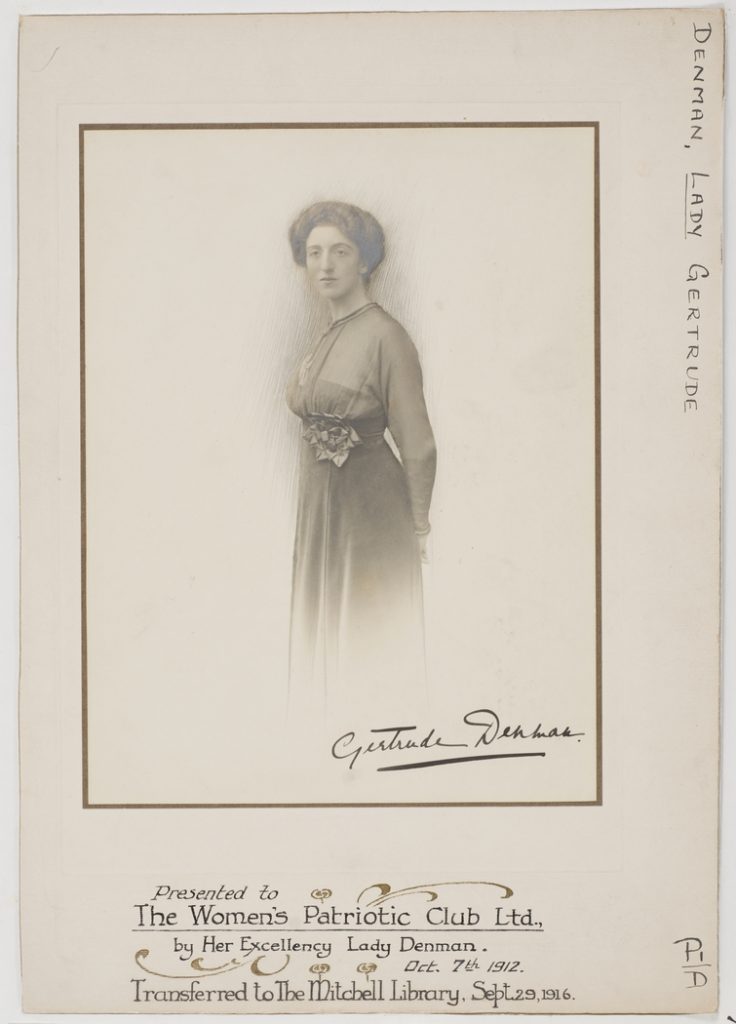 DENMAN, LADY GERTRUDE
Gertrude Denman.
Presented to
The Women's Patriotic Club Ltd.,
by Her Excellency Lady Denman.
Oct. 7th 1912.
Transferred to The Mitchell Library, Sept. 29, 1916.
P1/D